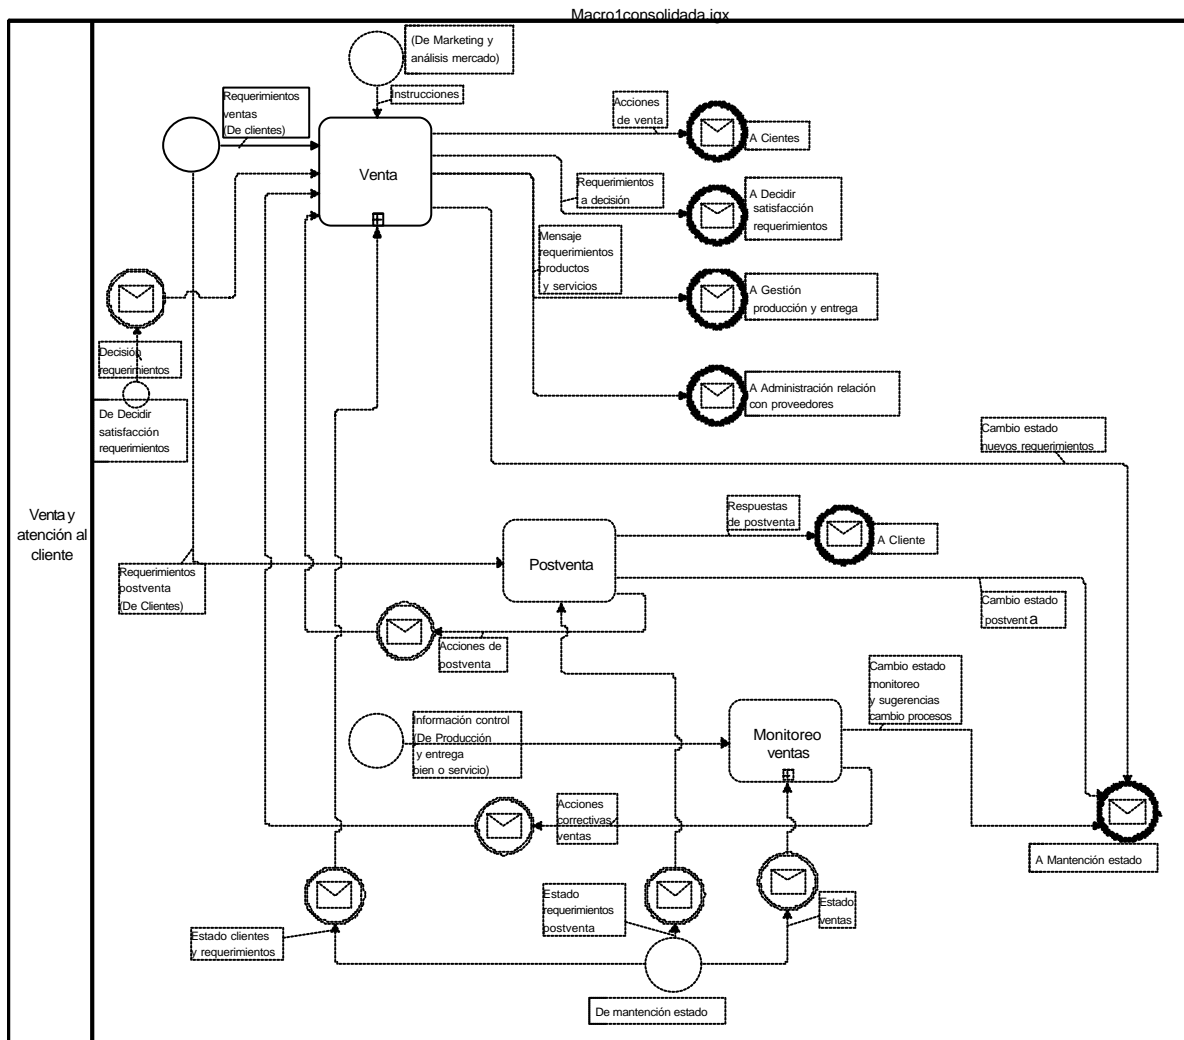 Macro1consolidada.igx
(De Marketing y
análisis mercado)
Instrucciones
Requerimientos
ventas
(De clientes)
Acciones
de venta
A Cientes
Venta
Requerimientos
a decisión
A Decidir
satisfacción
requerimientos
Mensaje
requerimientos
productos
y servicios
A Gestión
producción y entrega
Decisión
requerimientos
A Administración relación
con proveedores
De Decidir
satisfacción
requerimientos
Cambio estado
nuevos requerimientos
Venta y
atención al
cliente
Respuestas
de postventa
A Cliente
Postventa
Requerimientos
postventa
(De Clientes)
Cambio estado
postventa
Acciones de
postventa
Cambio estado
monitoreo
y sugerencias
cambio procesos
Información control
(De Producción
y entrega
bien o servicio)
Monitoreo
ventas
Acciones
correctivas
ventas
A Mantención estado
Estado
requerimientos
postventa
Estado
ventas
Estado clientes
y requerimientos
De mantención estado